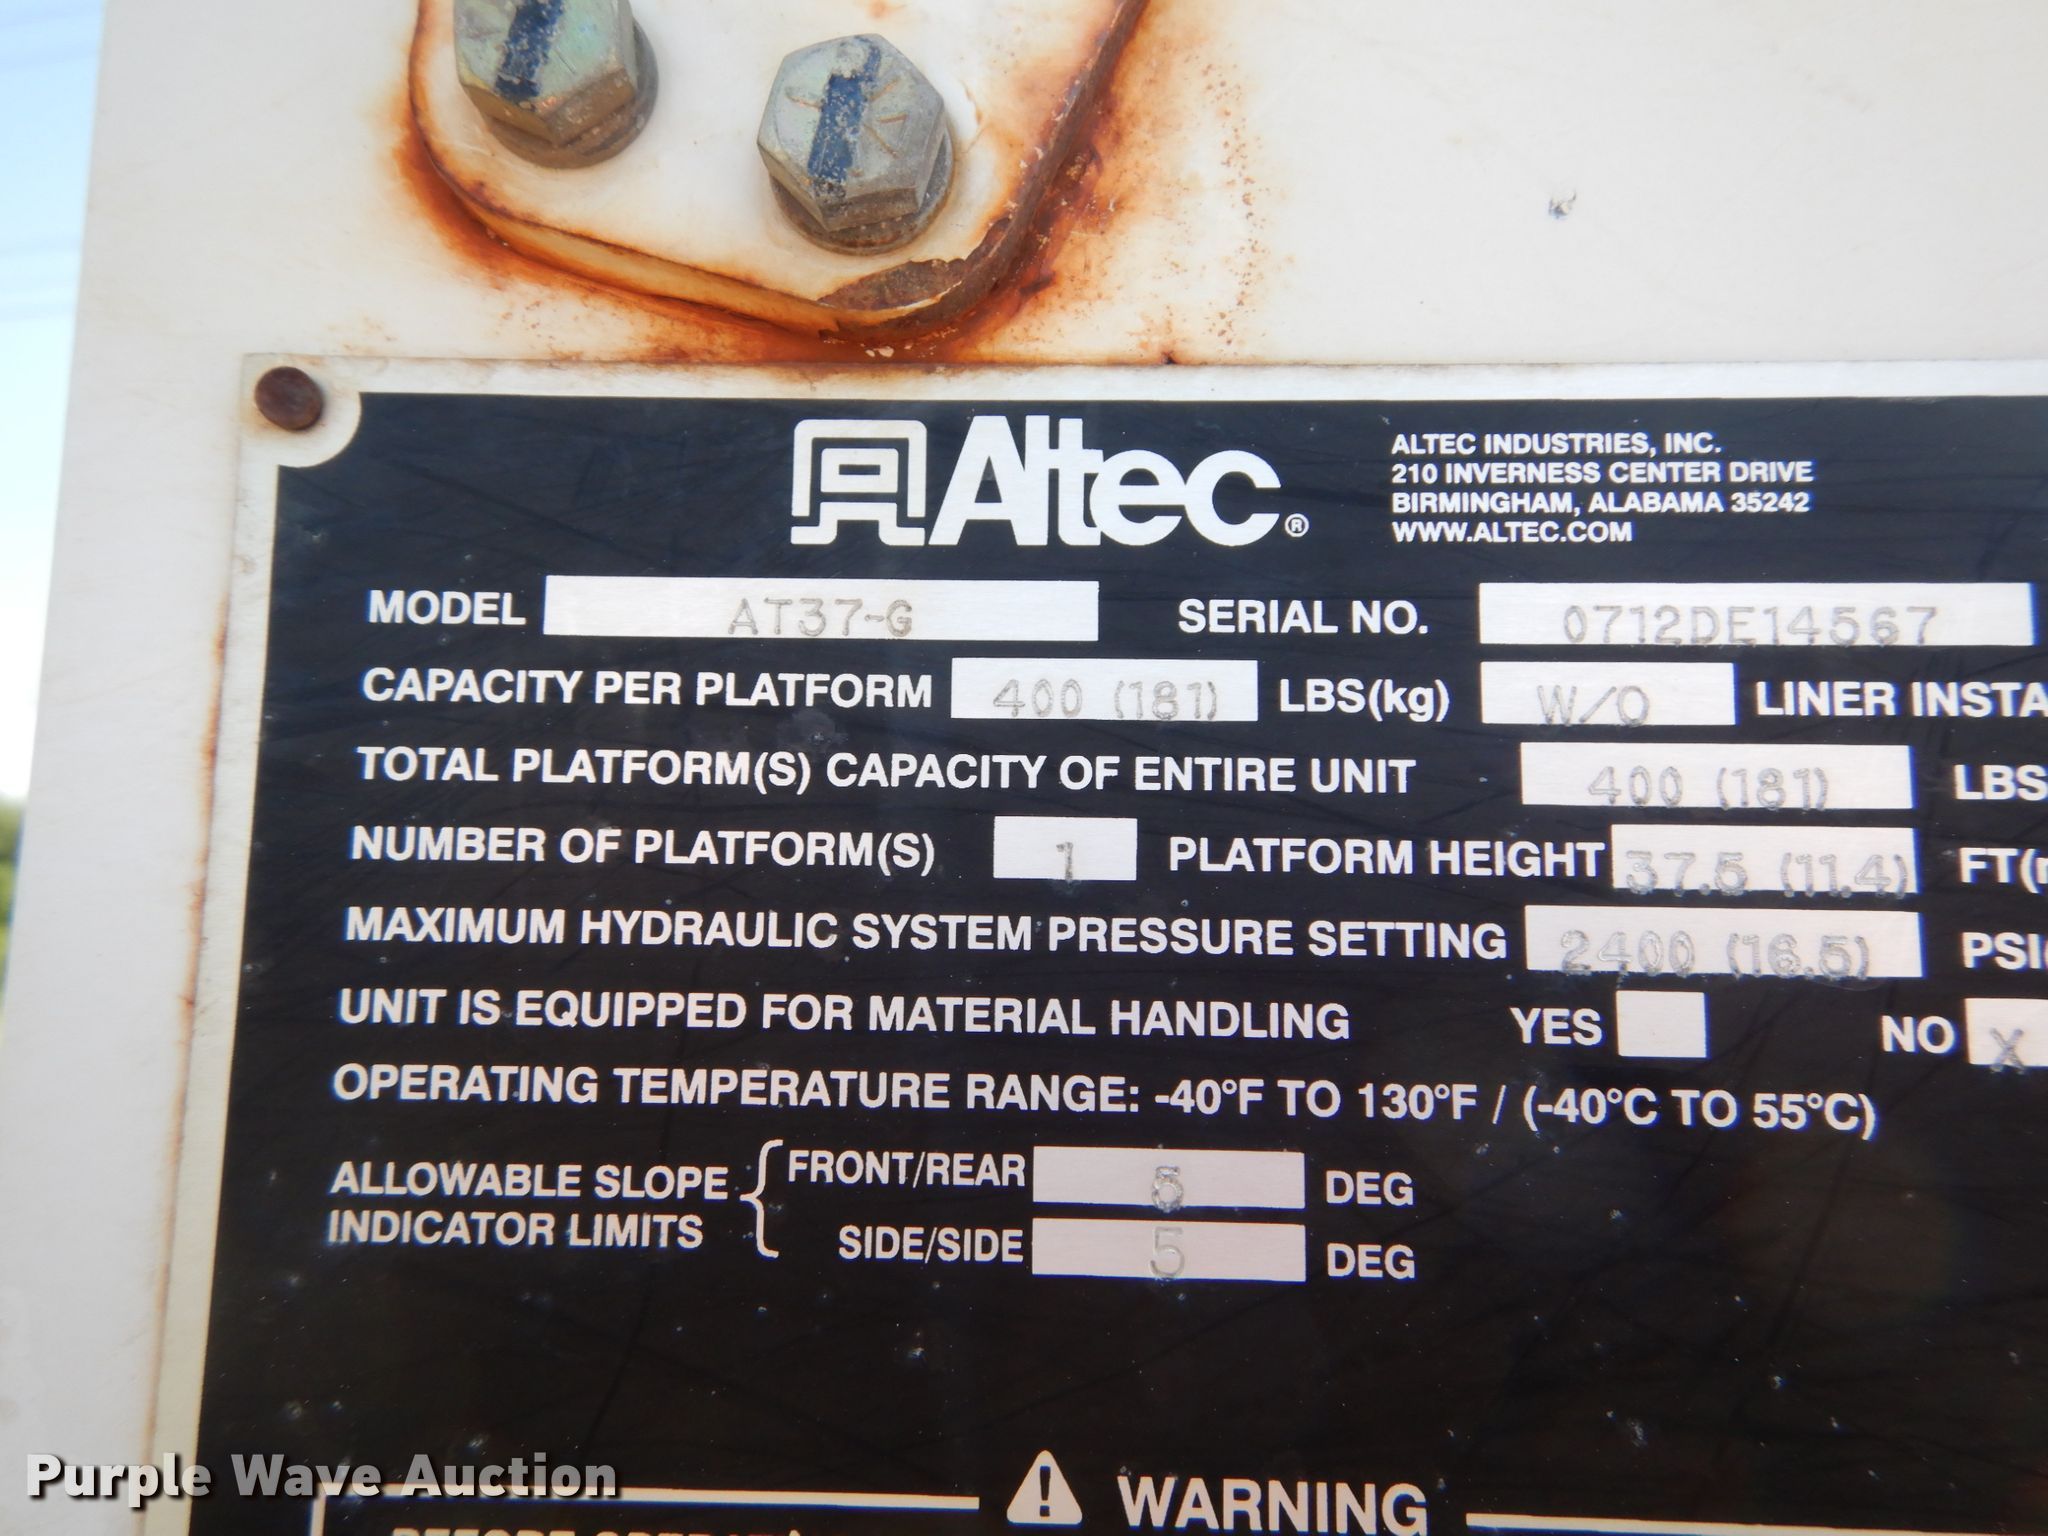 Altec®
ALTEC INDUSTRIES, INC.
210 INVERNESS CENTER DRIVE
BIRMINGHAM, ALABAMA 35242
WWW.ALTEC.COM
MODEL AT37-G SERIAL NO. 0712DE14567
CAPACITY PER PLATFORM 400 (181) LBS(kg) W/O LINER INSTA
TOTAL PLATFORM(S) CAPACITY OF ENTIRE UNIT 400 (181) LBS
NUMBER OF PLATFORM(S) 1 PLATFORM HEIGHT 37.5 (11.4) FT(
MAXIMUM HYDRAULIC SYSTEM PRESSURE SETTING 2400 (16.5) PSI
UNIT IS EQUIPPED FOR MATERIAL HANDLING YES NO X
OPERATING TEMPERATURE RANGE: -40°F TO 130°F / (-40°C TO 55°C)
ALLOWABLE SLOPE INDICATOR LIMITS
FRONT/REAR 5 DEG
SIDE/SIDE 5 DEG
WARNING
Purple Wave Auction